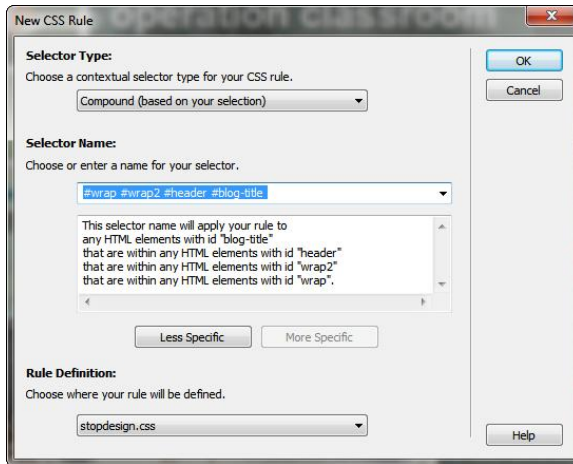 operation classroom
New CSS Rule
Selector Type:
Choose a contextual selector type for your CSS rule.
Compound (based on your selection)
Selector Name:
Choose or enter a name for your selector.
#wrap #wrap2 #header #blog-title
This selector name will apply your rule to
any HTML elements with id "blog-title"
that are within any HTML elements with id "header"
that are within any HTML elements with id "wrap2"
that are within any HTML elements with id "wrap".
Less Specific
More Specific
Rule Definition:
Choose where your rule will be defined.
stopdesign.css
OK
Cancel
Help